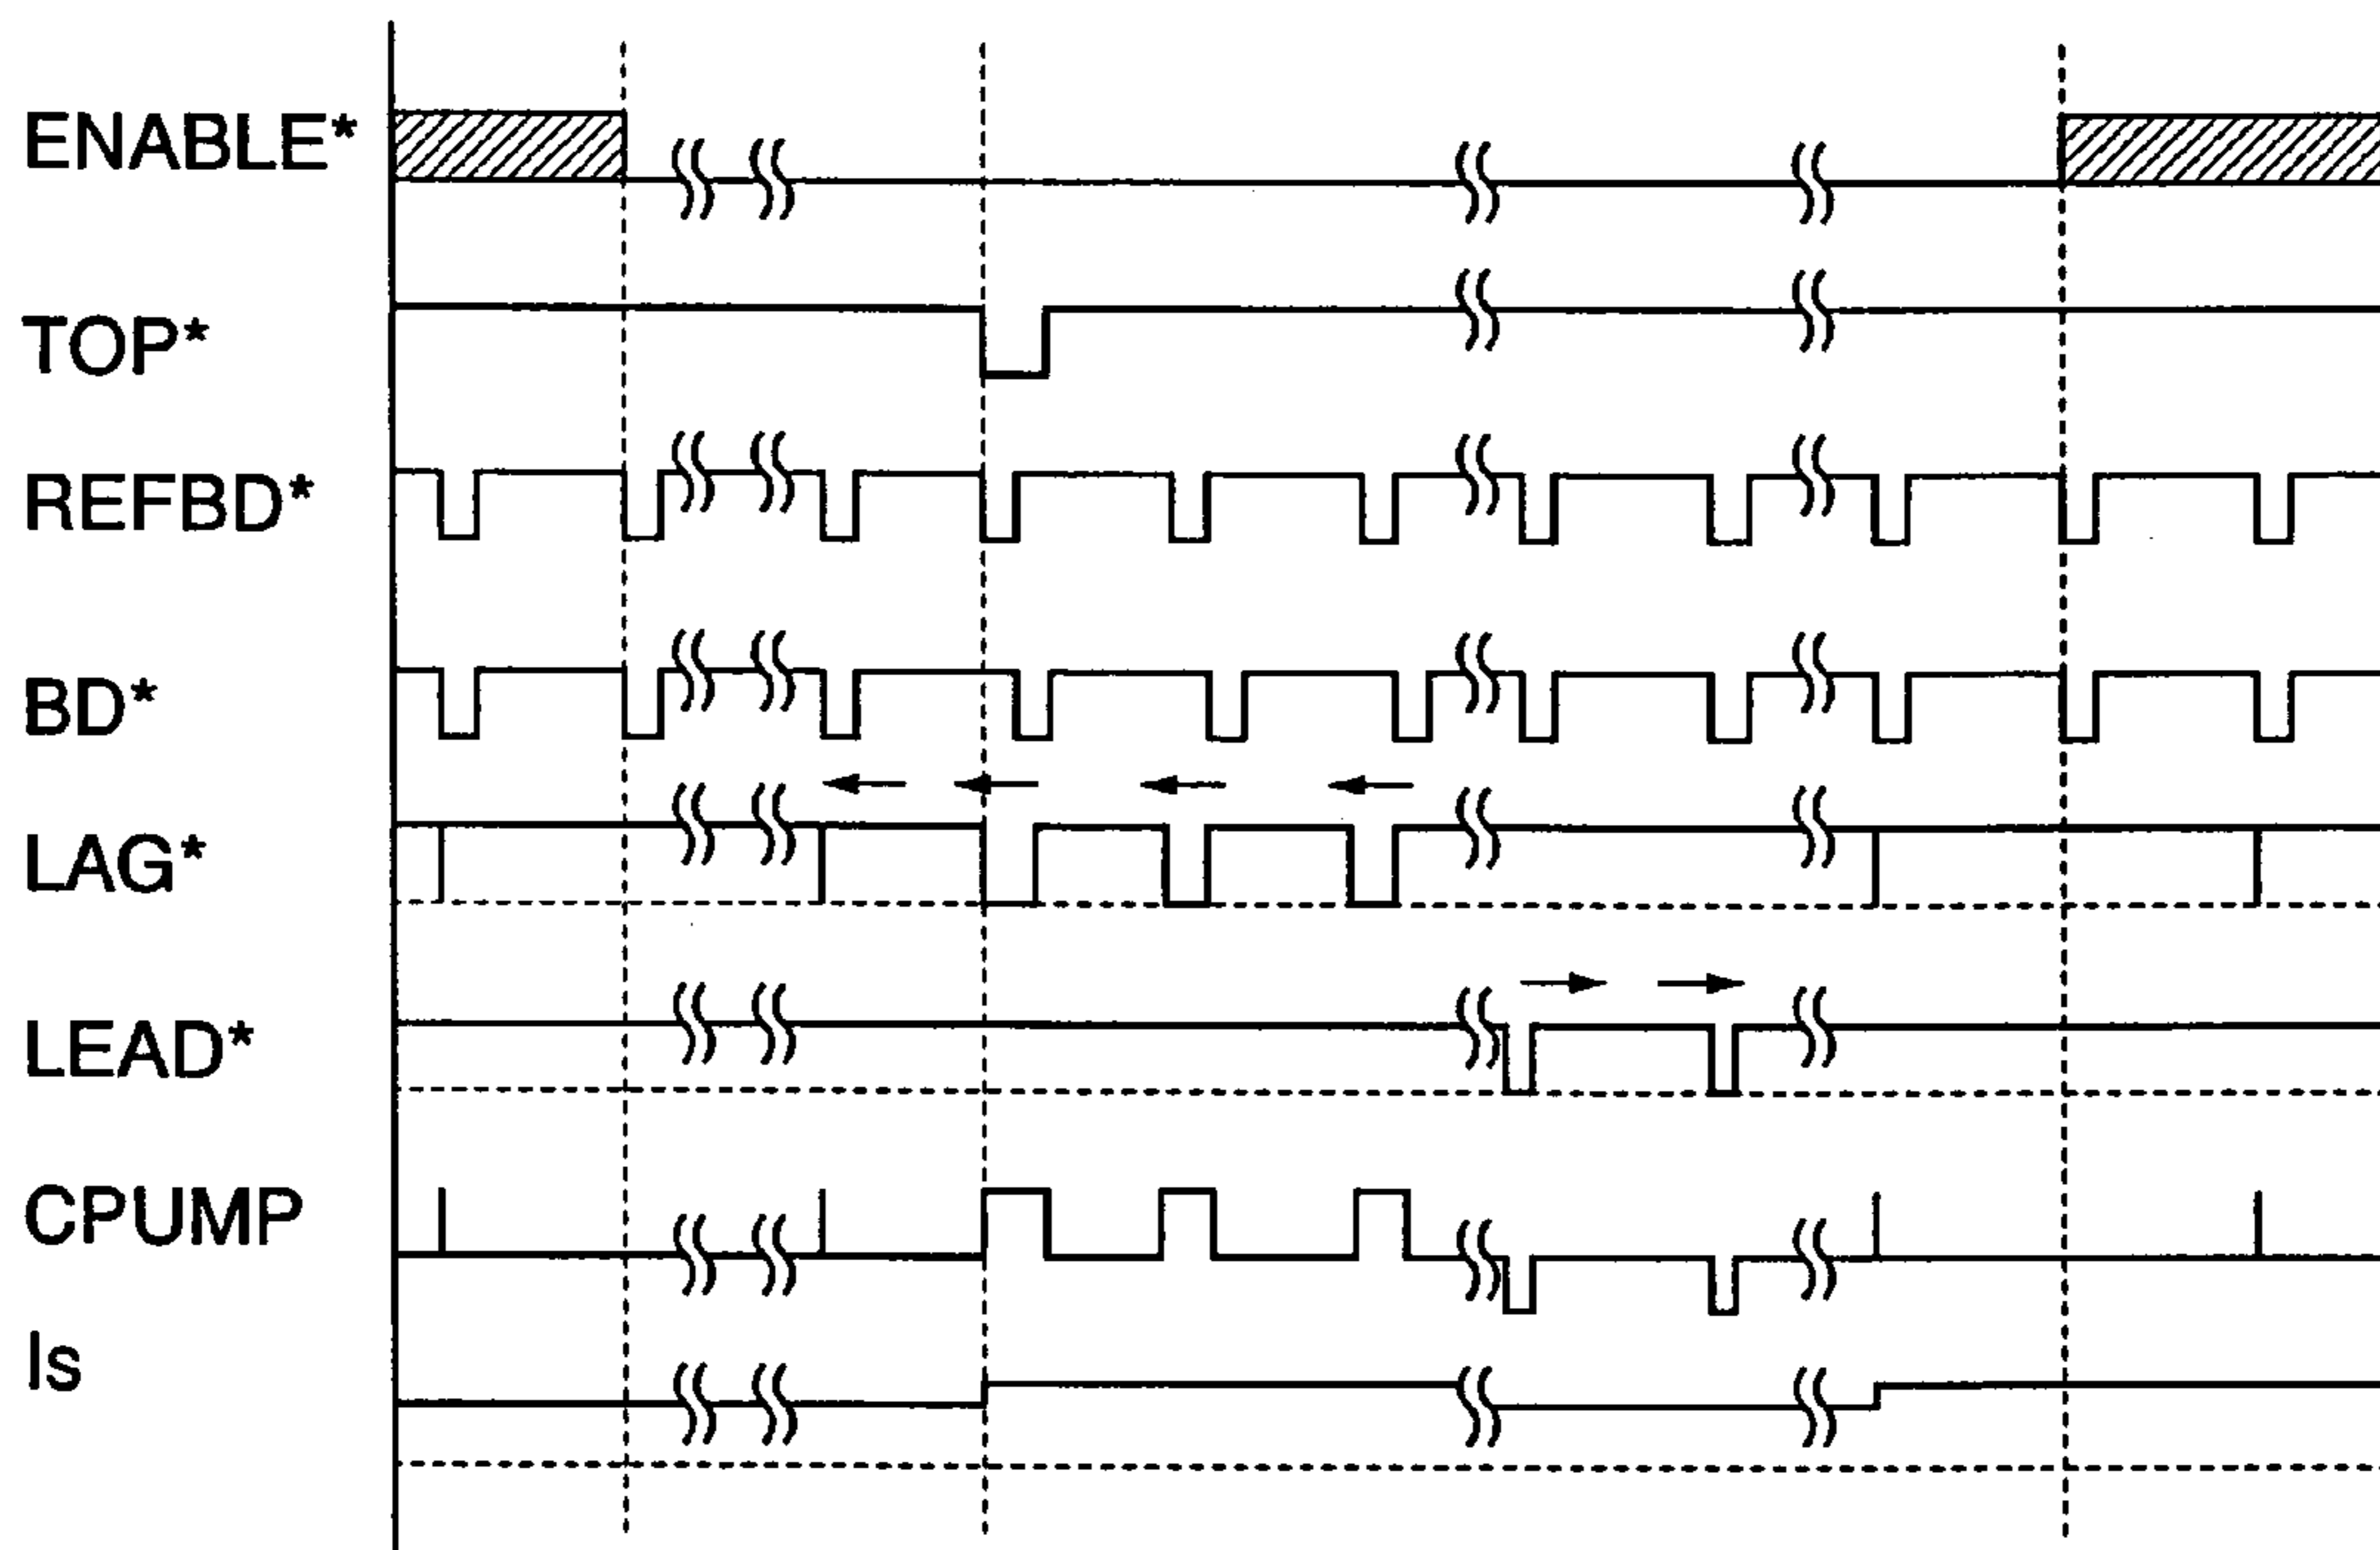 ENABLE*
TOP*
REFBD*
BD*
LAG*
LEAD*
CPUMP
Is